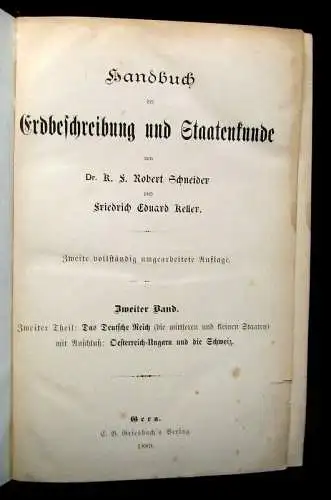 Handbuch
der
Erdbeschreibung und Staatenkunde
von
Dr. K. F. Robert Schneider
und
Friedrich Eduard Keller.
Zweite vollständig umgearbeitete Auflage.
Zweiter Band.
Zweiter Theil: Das Deutsche Reich (die mittleren und kleinen Staaten)
mit Anschluß: Oesterreich-Ungarn und die Schweiz.
Gera.
C. B. Griesbach's Verlag